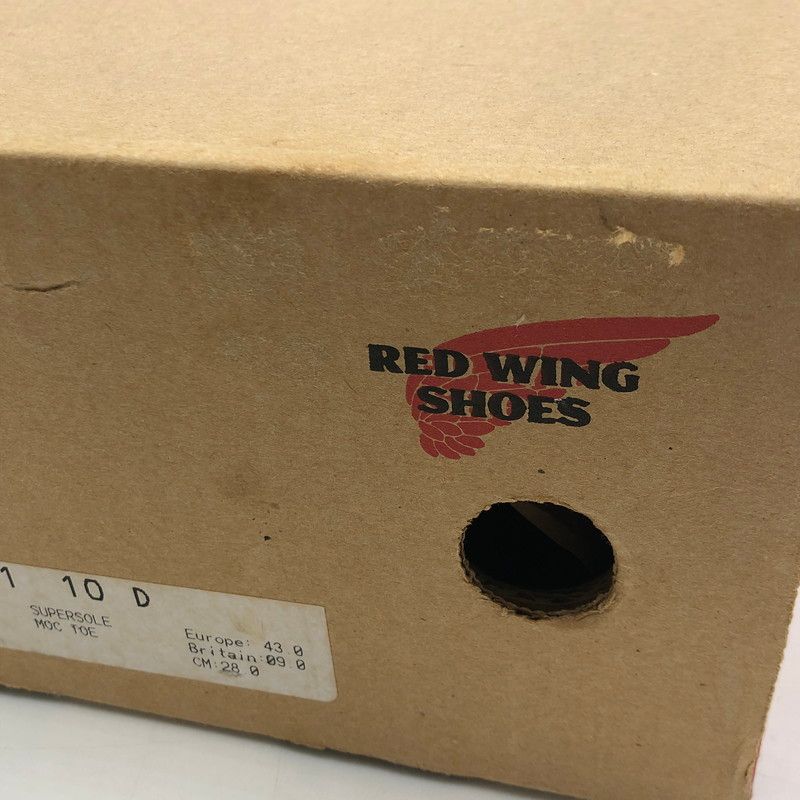 RED WING
SHOES
1 10 D
SUPERSOLE
MOC TOE
Europe: 43.0
Britain:09.0
CM:28.0